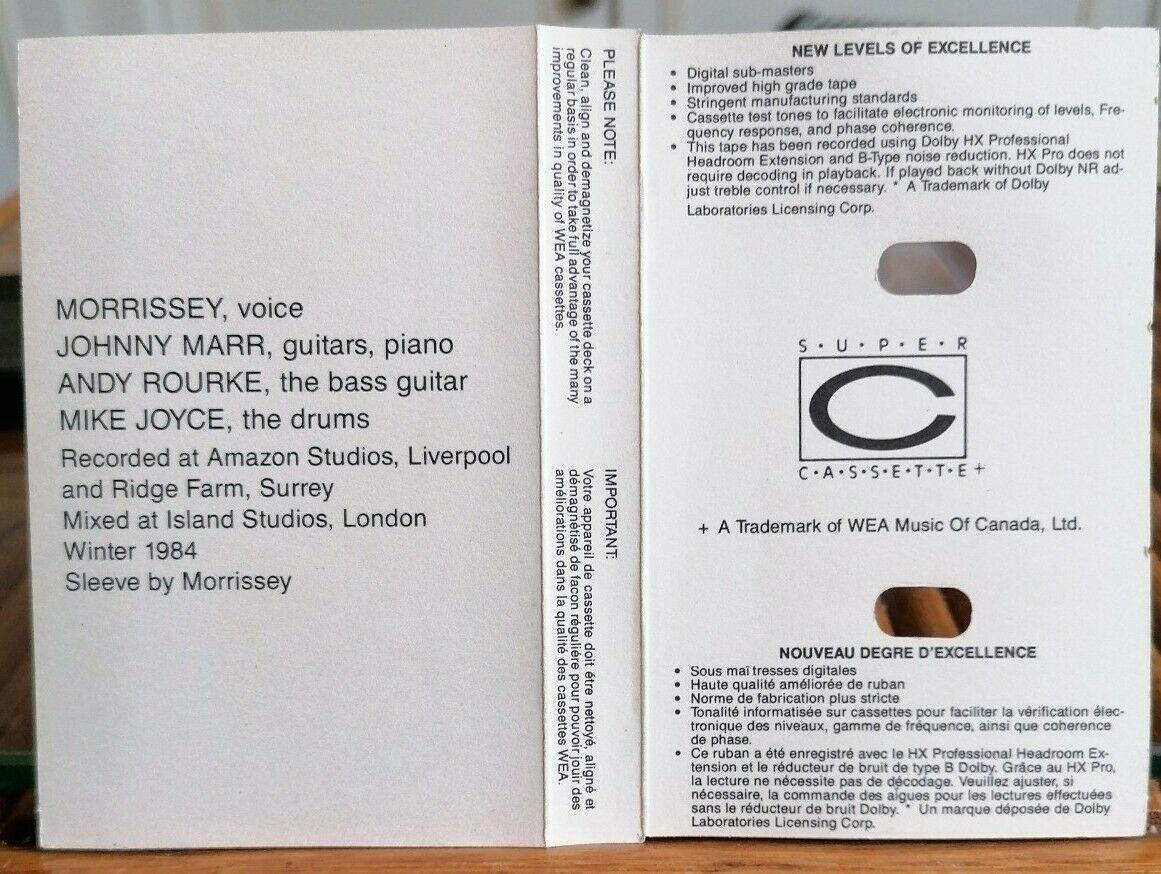 MORRISSEY, voice
JOHNNY MARR, guitars, piano
ANDY ROURKE, the bass guitar
MIKE JOYCE, the drums
Recorded at Amazon Studios, Liverpool
and Ridge Farm, Surrey
Mixed at Island Studios, London
Winter 1984
Sleeve by Morrissey
PLEASE NOTE:
Clean, align and demagnetize your cassette deck on a
regular basis in order to take full advantage of the many
improvements in quality of WEA cassettes.
IMPORTANT:
Votre appareil de cassette doit être nettoyé, aligné et
démagnétisé de facon régulière pour pouvoir jouir des
améliorations dans la qualité des cassettes WEA.
NEW LEVELS OF EXCELLENCE
• Digital sub-masters
• Improved high grade tape
• Stringent manufacturing standards
• Cassette test tones to facilitate electronic monitoring of levels, Fre-
quency response, and phase coherence.
• This tape has been recorded using Dolby HX Professional
Headroom Extension and B-Type noise reduction. HX Pro does not
require decoding in playback. If played back without Dolby NR ad-
just treble control if necessary. * A Trademark of Dolby
Laboratories Licensing Corp.
S·U·P·E·R
C
C·A·S·S·E·T·T·E+
+ A Trademark of WEA Music Of Canada, Ltd.
NOUVEAU DEGRE D'EXCELLENCE
• Sous maî tresses digitales
• Haute qualité améliorée de ruban
• Norme de fabrication plus stricte
• Tonalité informatisée sur cassettes pour faciliter la vérification élec-
tronique des niveaux, gamme de fréquence, ainsi que coherence
de phase.
• Ce ruban a été enregistré avec le HX Professional Headroom Ex-
tension et le réducteur de bruit de type B Dolby. Grâce au HX Pro,
la lecture ne nécessite pas de décodage. Veuillez ajuster, si
nécessaire, la commande des aigues pour les lectures effectuées
sans le réducteur de bruit Dolby. * Un marque déposée de Dolby
Laboratories Licensing Corp.